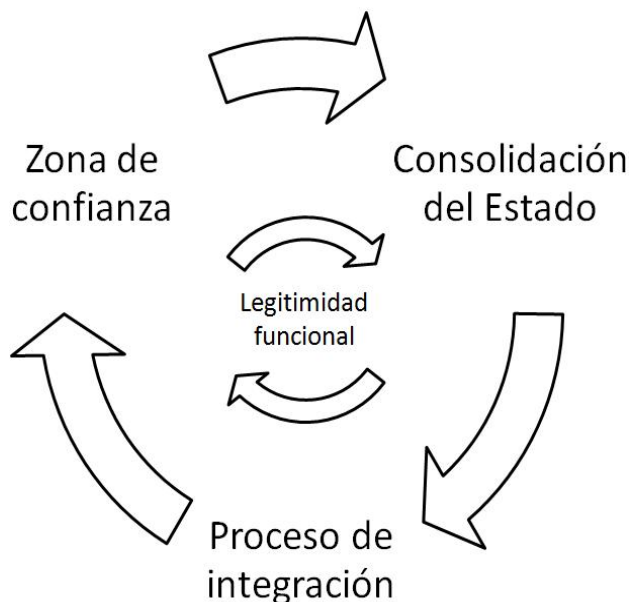 Zona de
confianza
Consolidación
del Estado
Legitimidad
funcional
Proceso de
integración